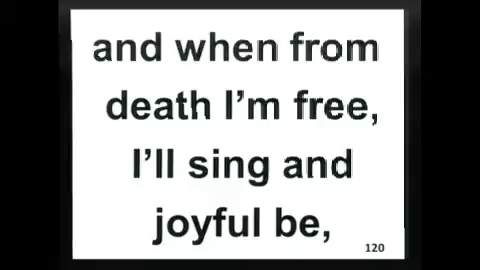 and when from
death I’m free,
I’ll sing and
joyful be,
120